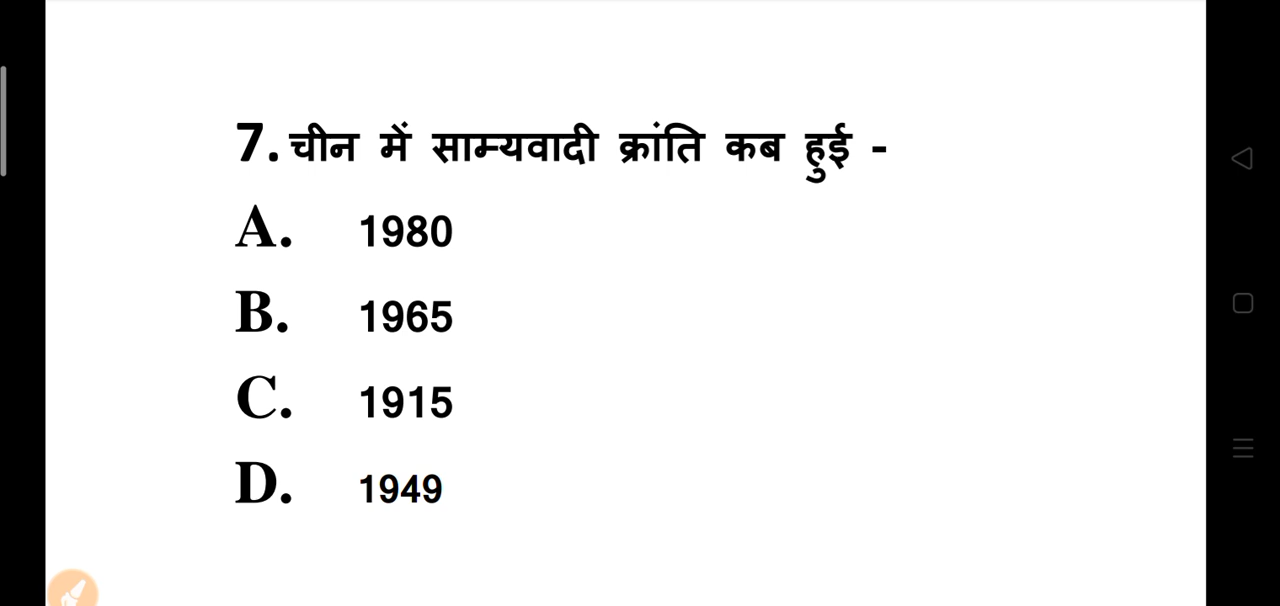 7. चीन में साम्यवादी क्रांति कब हुई -
A. 1980
B. 1965
C. 1915
D. 1949